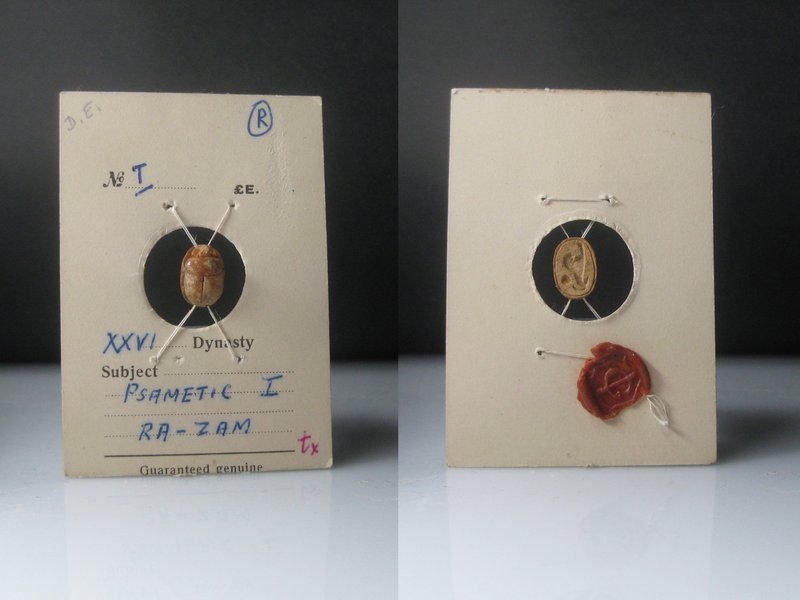 D.E.
R
№ T
£E.
XXVI Dynasty
Subject
PSAMETIC I
RA-ZAM
tx
Guaranteed genuine